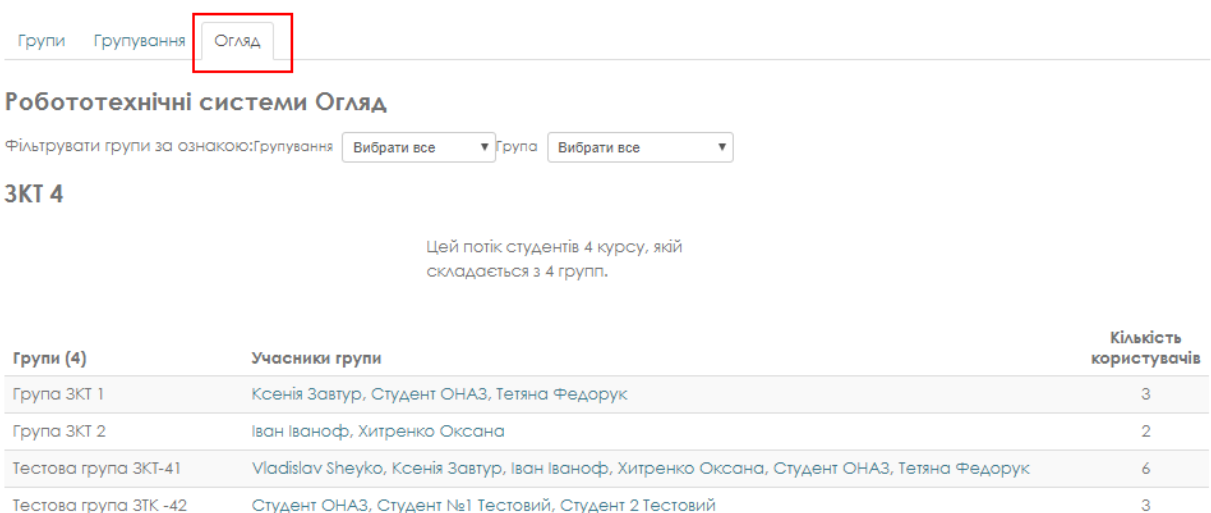 Групи Групування Огляд
Робототехнічні системи Огляд
Фільтрувати групи за ознакою:Групування Вибрати все Група Вибрати все
ЗКТ 4
Цей потік студентів 4 курсу, якій
складається з 4 групп.
Кількість
Групи (4) Учасники групи користувачів
Група ЗКТ 1 Ксенія Завтур, Студент ОНАЗ, Тетяна Федорук 3
Група ЗКТ 2 Іван Іваноф, Хитренко Оксана 2
Тестова група ЗКТ-41 Vladislav Sheyko, Ксенія Завтур, Іван Іваноф, Хитренко Оксана, Студент ОНАЗ, Тетяна Федорук 6
Тестова група ЗТК -42 Студент ОНАЗ, Студент №1 Тестовий, Студент 2 Тестовий 3